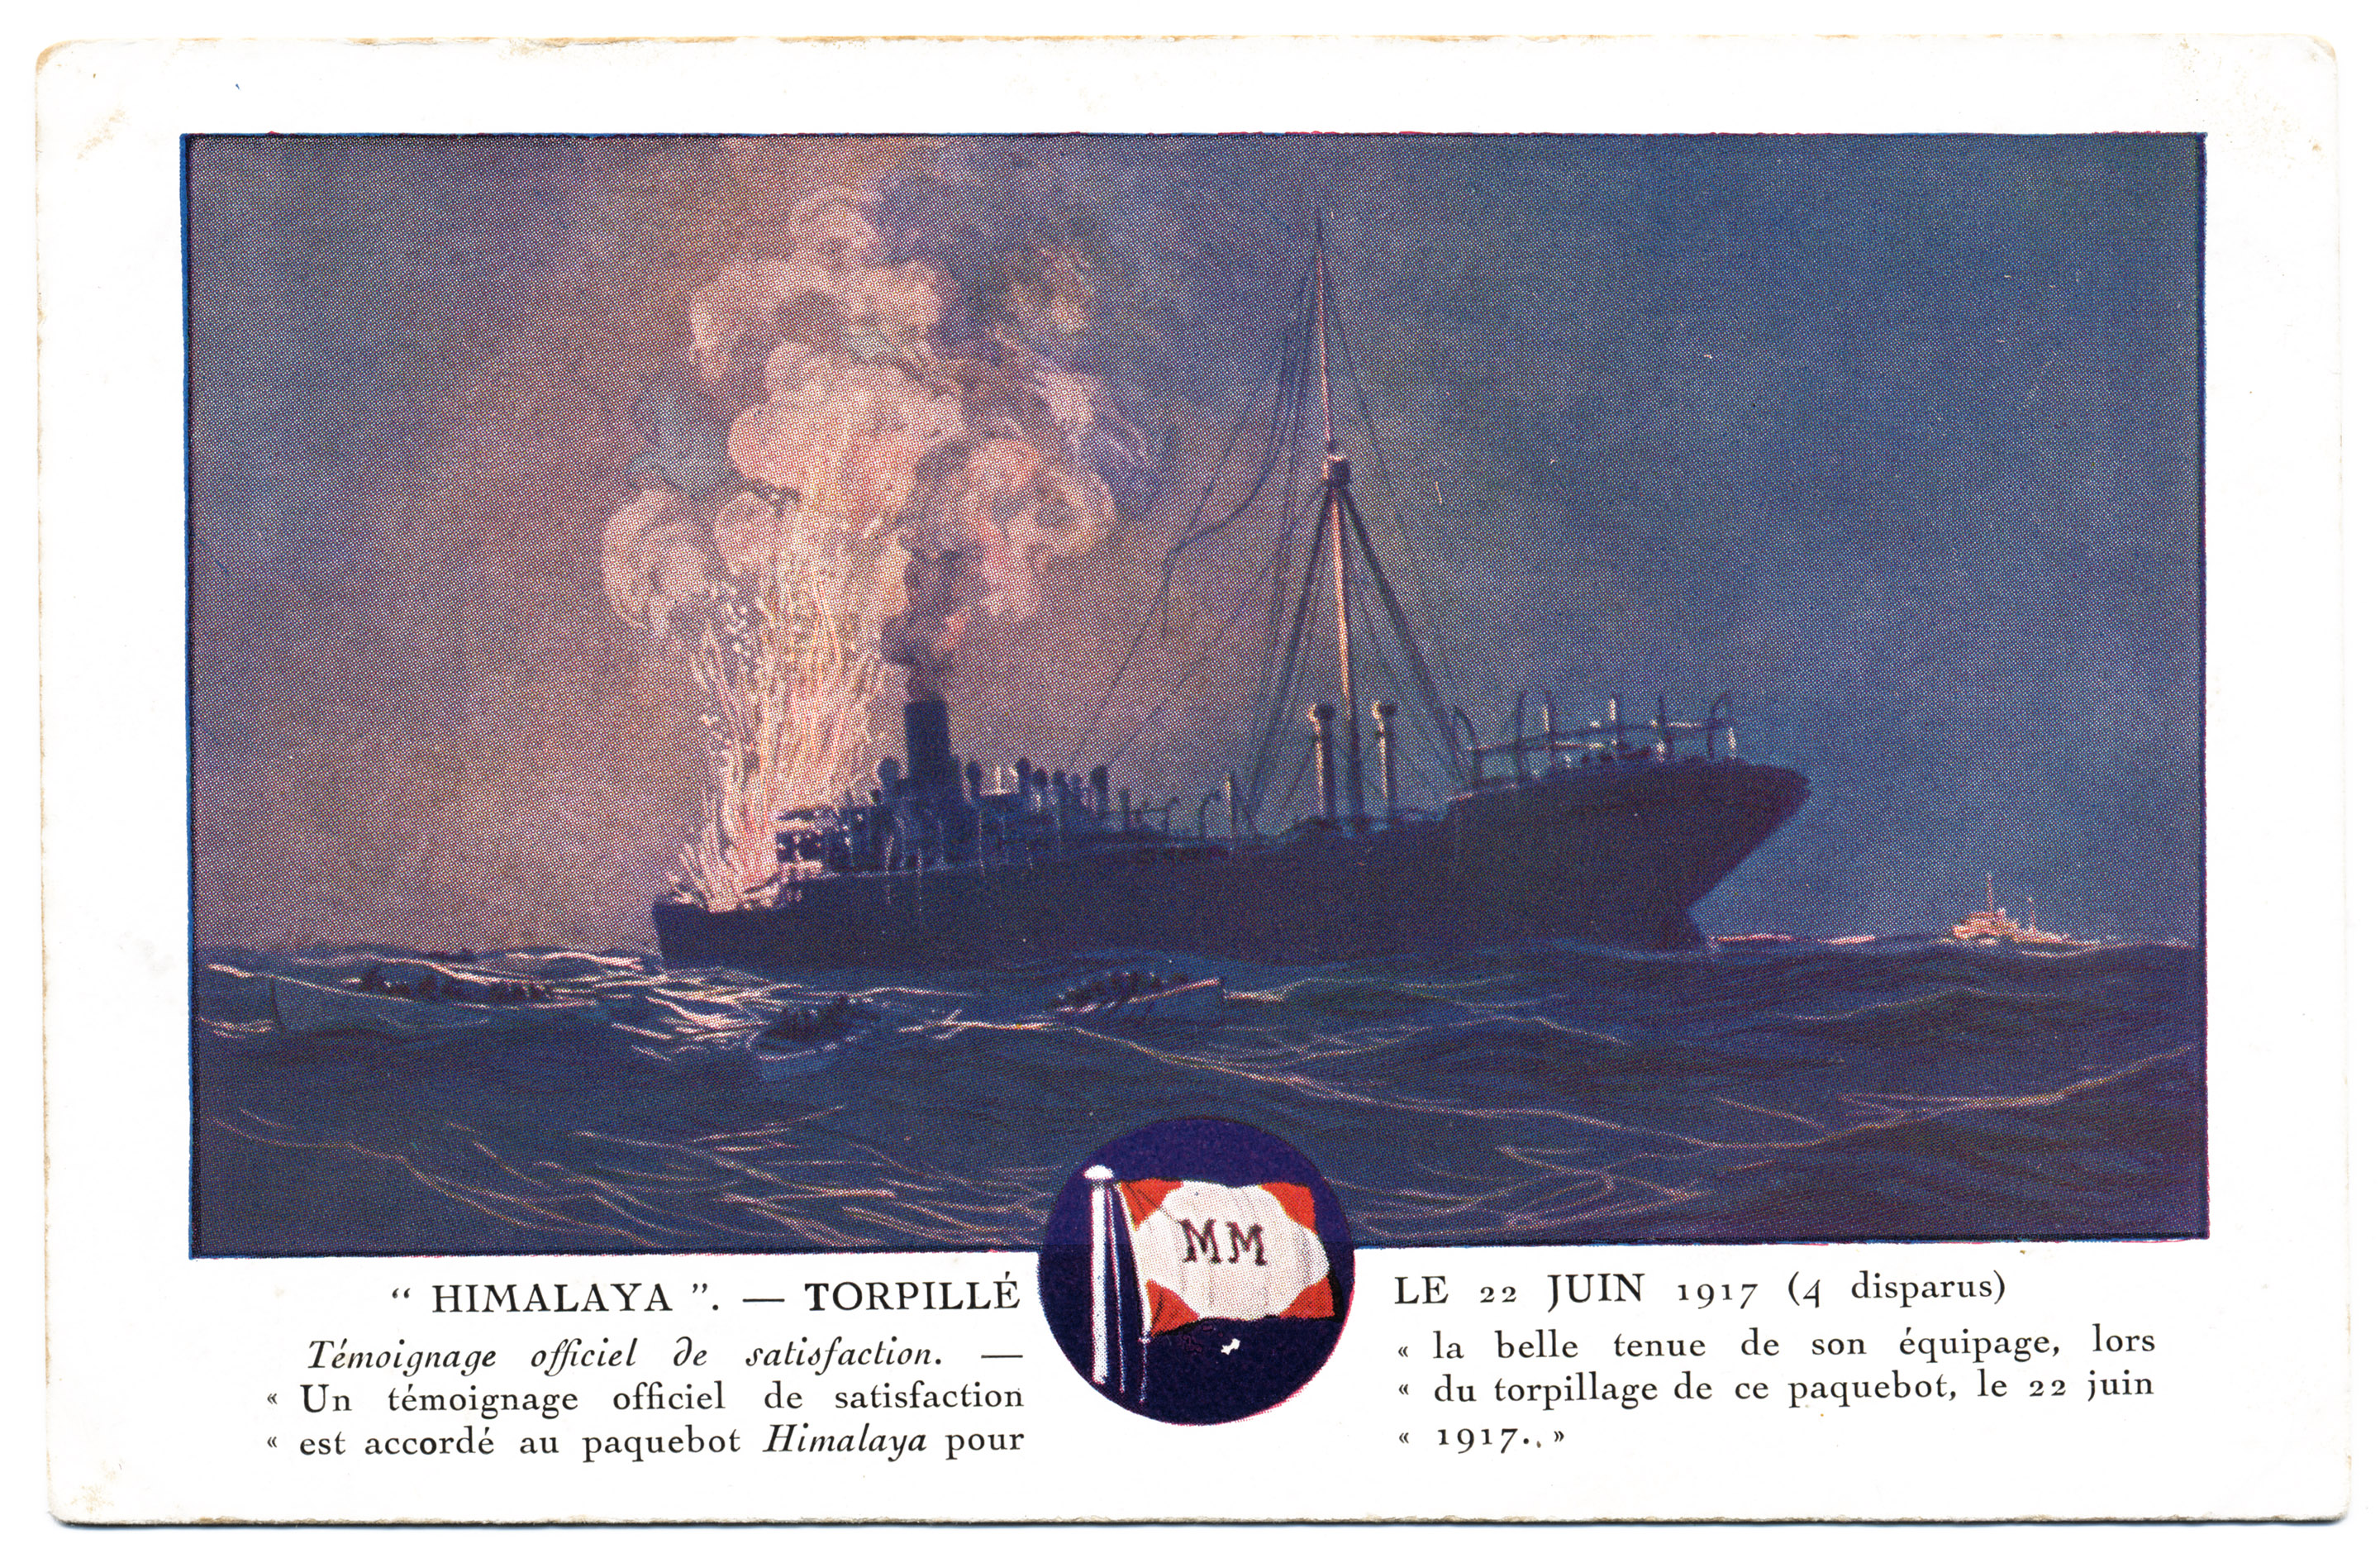 MM
“ HIMALAYA ”. — TORPILLÉ LE 22 JUIN 1917 (4 disparus)
Témoignage officiel de satisfaction. —
« Un témoignage officiel de satisfaction
« est accordé au paquebot Himalaya pour
« la belle tenue de son équipage, lors
« du torpillage de ce paquebot, le 22 juin
« 1917. »